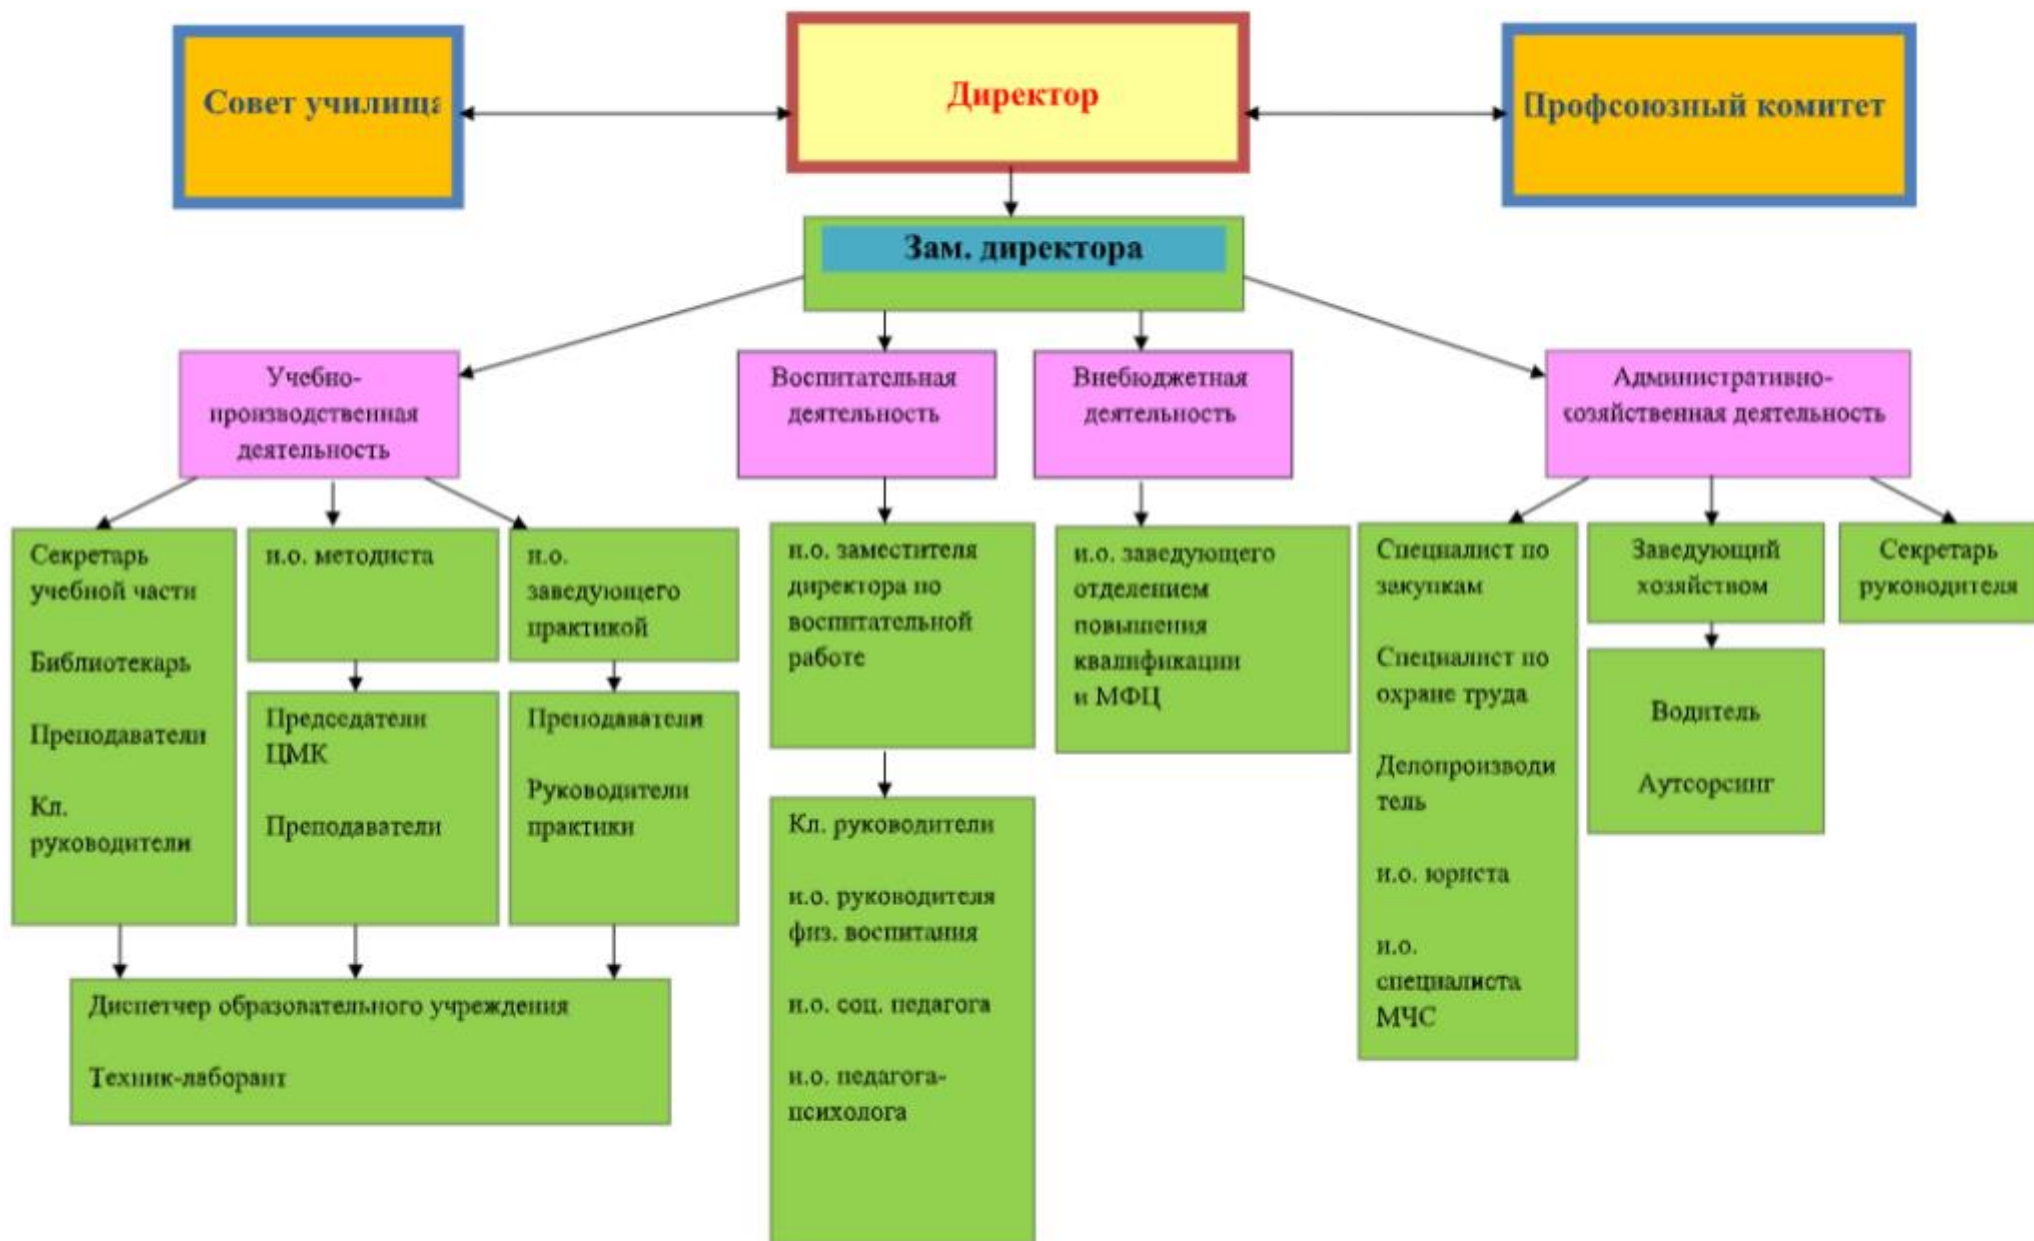 Совет училища
Директор
Профсоюзный комитет
Зам. директора
Учебно-
производственная
деятельность
Воспитательная
деятельность
Внебюджетная
деятельность
Административно-
хозяйственная деятельность
Секретарь
учебной части
Библиотекарь
Преподаватели
Кл.
руководители
и.о. методиста
и.о.
заведующего
практикой
Председатели
ЦМК
Преподаватели
Преподаватели
Руководители
практики
Диспетчер образовательного учреждения
Техник-лаборант
и.о. заместителя
директора по
воспитательной
работе
Кл. руководители
и.о. руководителя
физ. воспитания
и.о. соц. педагога
и.о. педагога-
психолога
и.о. заведующего
отделением
повышения
квалификации
и МФЦ
Специалист по
закупкам
Специалист по
охране труда
Делопроизводи
тель
и.о. юриста
и.о.
специалиста
МЧС
Заведующий
хозяйством
Водитель
Аутсорсинг
Секретарь
руководителя